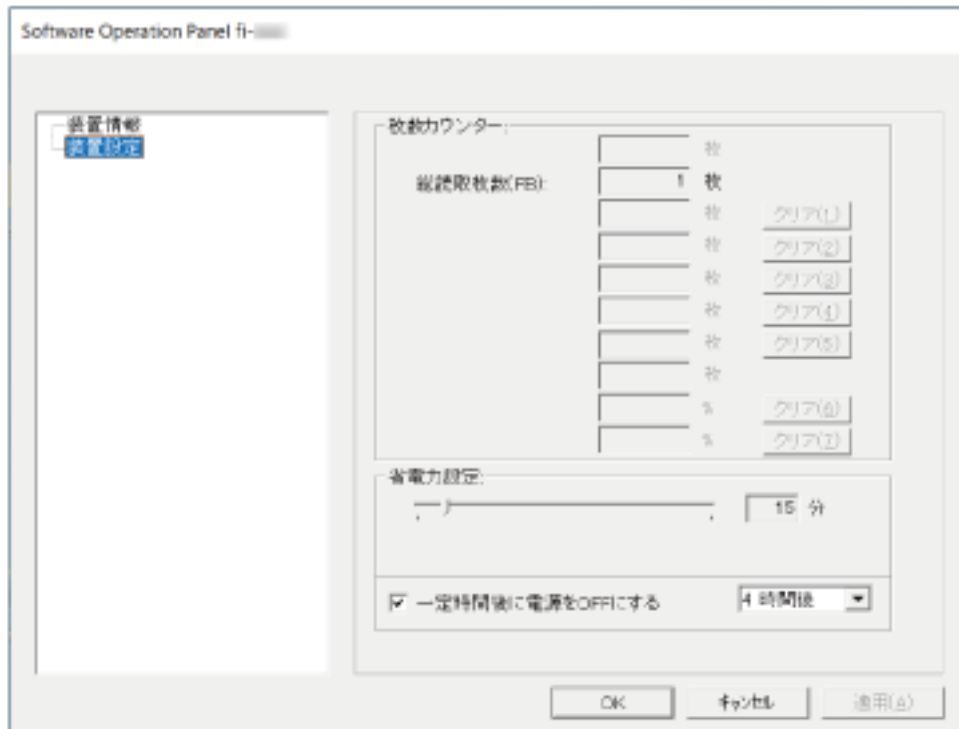 Software Operation Panel fi-
装置情報
装置設定
枚数カウンター:
枚
総読取枚数(FB): 1 枚
枚 クリア(1)
枚 クリア(2)
枚 クリア(3)
枚 クリア(4)
枚 クリア(5)
枚
% クリア(6)
% クリア(7)
省電力設定:
15 分
一定時間後に電源をOFFにする 4 時間後
OK キャンセル 適用(A)